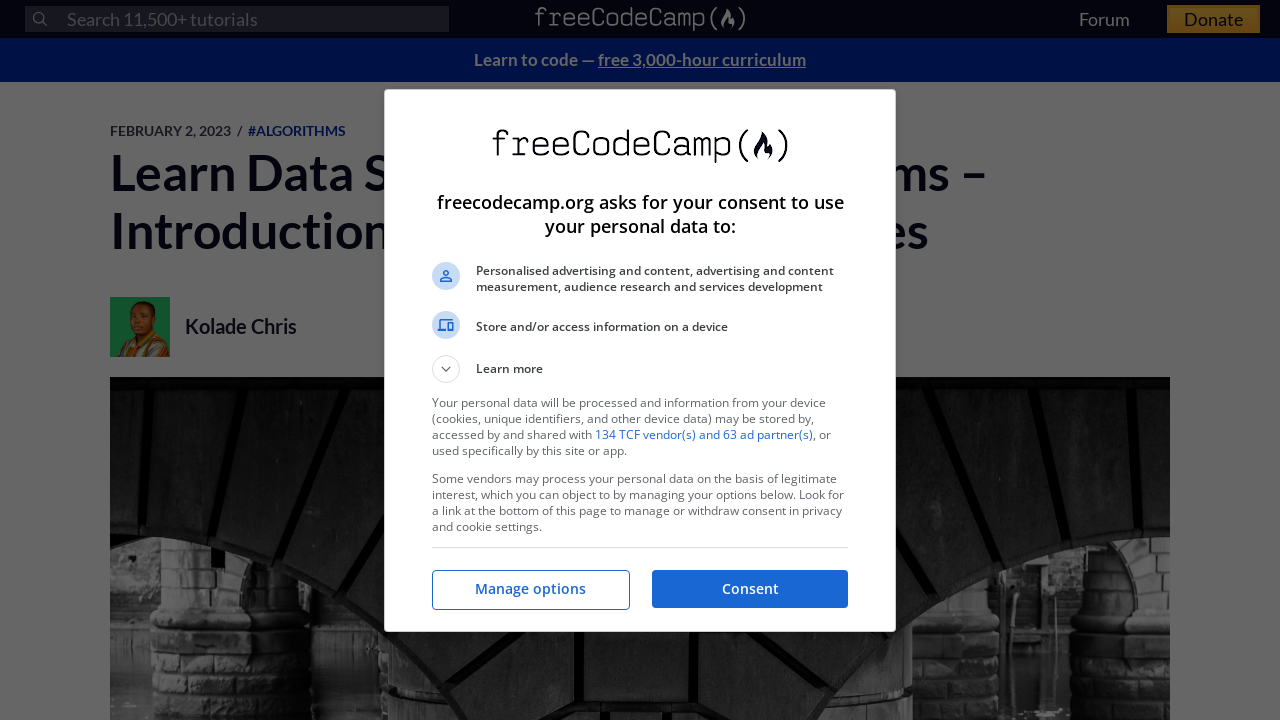 Search 11,500+ tutorials
freeCodeCamp
Forum
Donate
Learn to code — free 3,000-hour curriculum
FEBRUARY 2, 2023 / #ALGORITHMS
Learn Data S
ms –
Introduction
es
Kolade Chris
freeCodeCamp
freecodecamp.org asks for your consent to use
your personal data to:
Personalised advertising and content, advertising and content
measurement, audience research and services development
Store and/or access information on a device
Learn more
Your personal data will be processed and information from your device
(cookies, unique identifiers, and other device data) may be stored by,
accessed by and shared with 134 TCF vendor(s) and 63 ad partner(s), or
used specifically by this site or app.
Some vendors may process your personal data on the basis of legitimate
interest, which you can object to by managing your options below. Look for
a link at the bottom of this page to manage or withdraw consent in privacy
and cookie settings.
Manage options
Consent